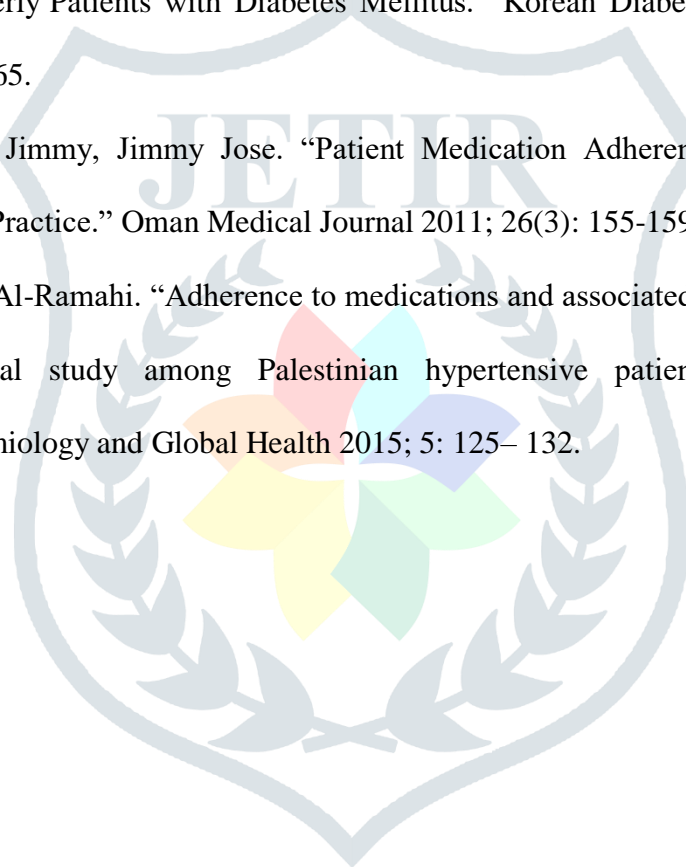 erly Patients with Diabetes Mellitus.” Korean Diabe
65.
JETIR
Jimmy, Jimmy Jose. “Patient Medication Adheren
Practice.” Oman Medical Journal 2011; 26(3): 155-159
Al-Ramahi. “Adherence to medications and associated
al study among Palestinian hypertensive patien
miology and Global Health 2015; 5: 125– 132.